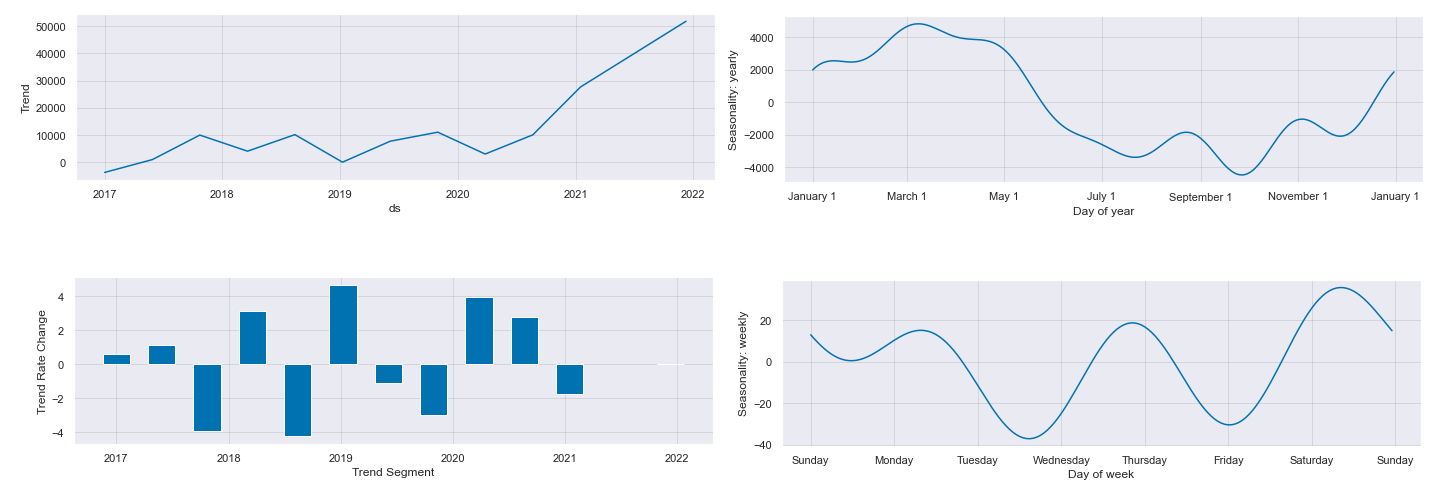 50000
40000
30000
20000
10000
0
Trend
2017
2018
2019
2020
2021
2022
ds
4000
2000
0
−2000
−4000
Seasonality: yearly
January 1
March 1
May 1
July 1
September 1
November 1
January 1
Day of year
4
2
0
−2
−4
Trend Rate Change
2017
2018
2019
2020
2021
2022
Trend Segment
20
0
−20
−40
Seasonality: weekly
Sunday
Monday
Tuesday
Wednesday
Thursday
Friday
Saturday
Sunday
Day of week